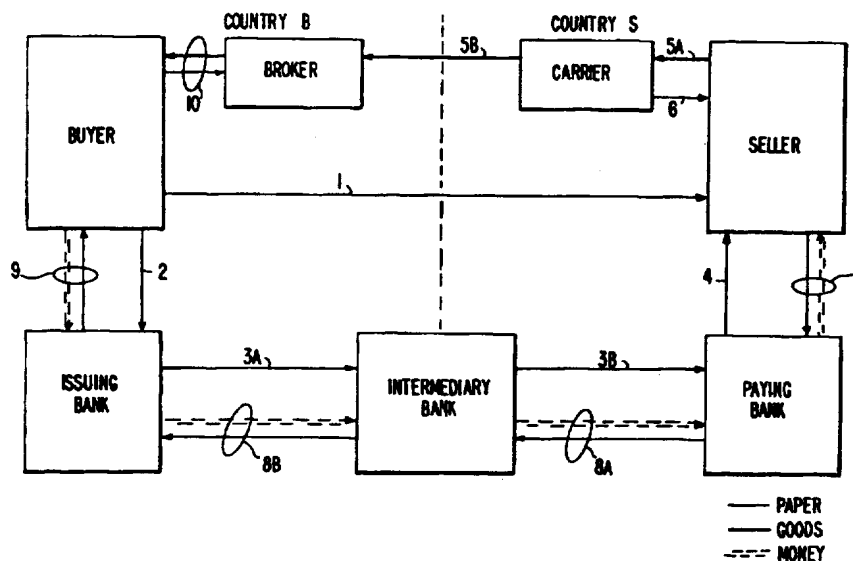 COUNTRY B
COUNTRY S
BUYER
10
BROKER
5B
CARRIER
5A
6
SELLER
1
9
2
4
ISSUING
BANK
3A
8B
INTERMEDIARY
BANK
3B
8A
PAYING
BANK
PAPER
GOODS
MONEY